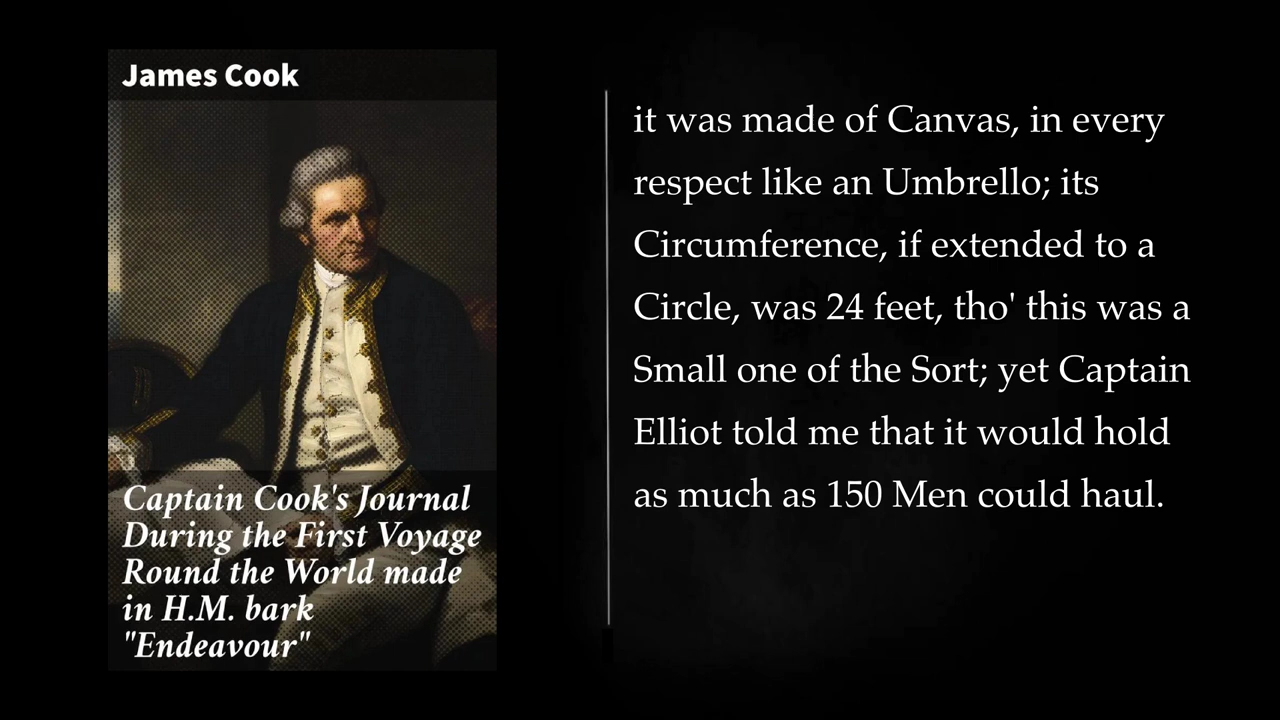 James Cook
Captain Cook's Journal
During the First Voyage
Round the World made
in H.M. bark
"Endeavour"
it was made of Canvas, in every
respect like an Umbrello; its
Circumference, if extended to a
Circle, was 24 feet, tho' this was a
Small one of the Sort; yet Captain
Elliot told me that it would hold
as much as 150 Men could haul.